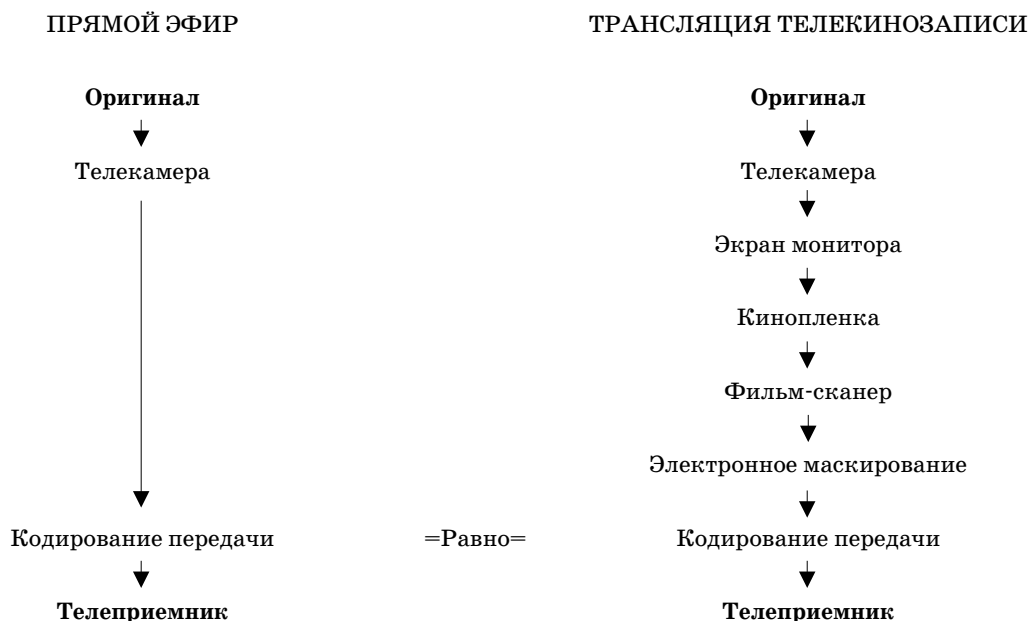 ПРЯМОЙ ЭФИР
Оригинал
Телекамера
Кодирование передачи
Телеприемник
=Равно=
ТРАНСЛЯЦИЯ ТЕЛЕКИНОЗАПИСИ
Оригинал
Телекамера
Экран монитора
Кинопленка
Фильм-сканер
Электронное маскирование
Кодирование передачи
Телеприемник